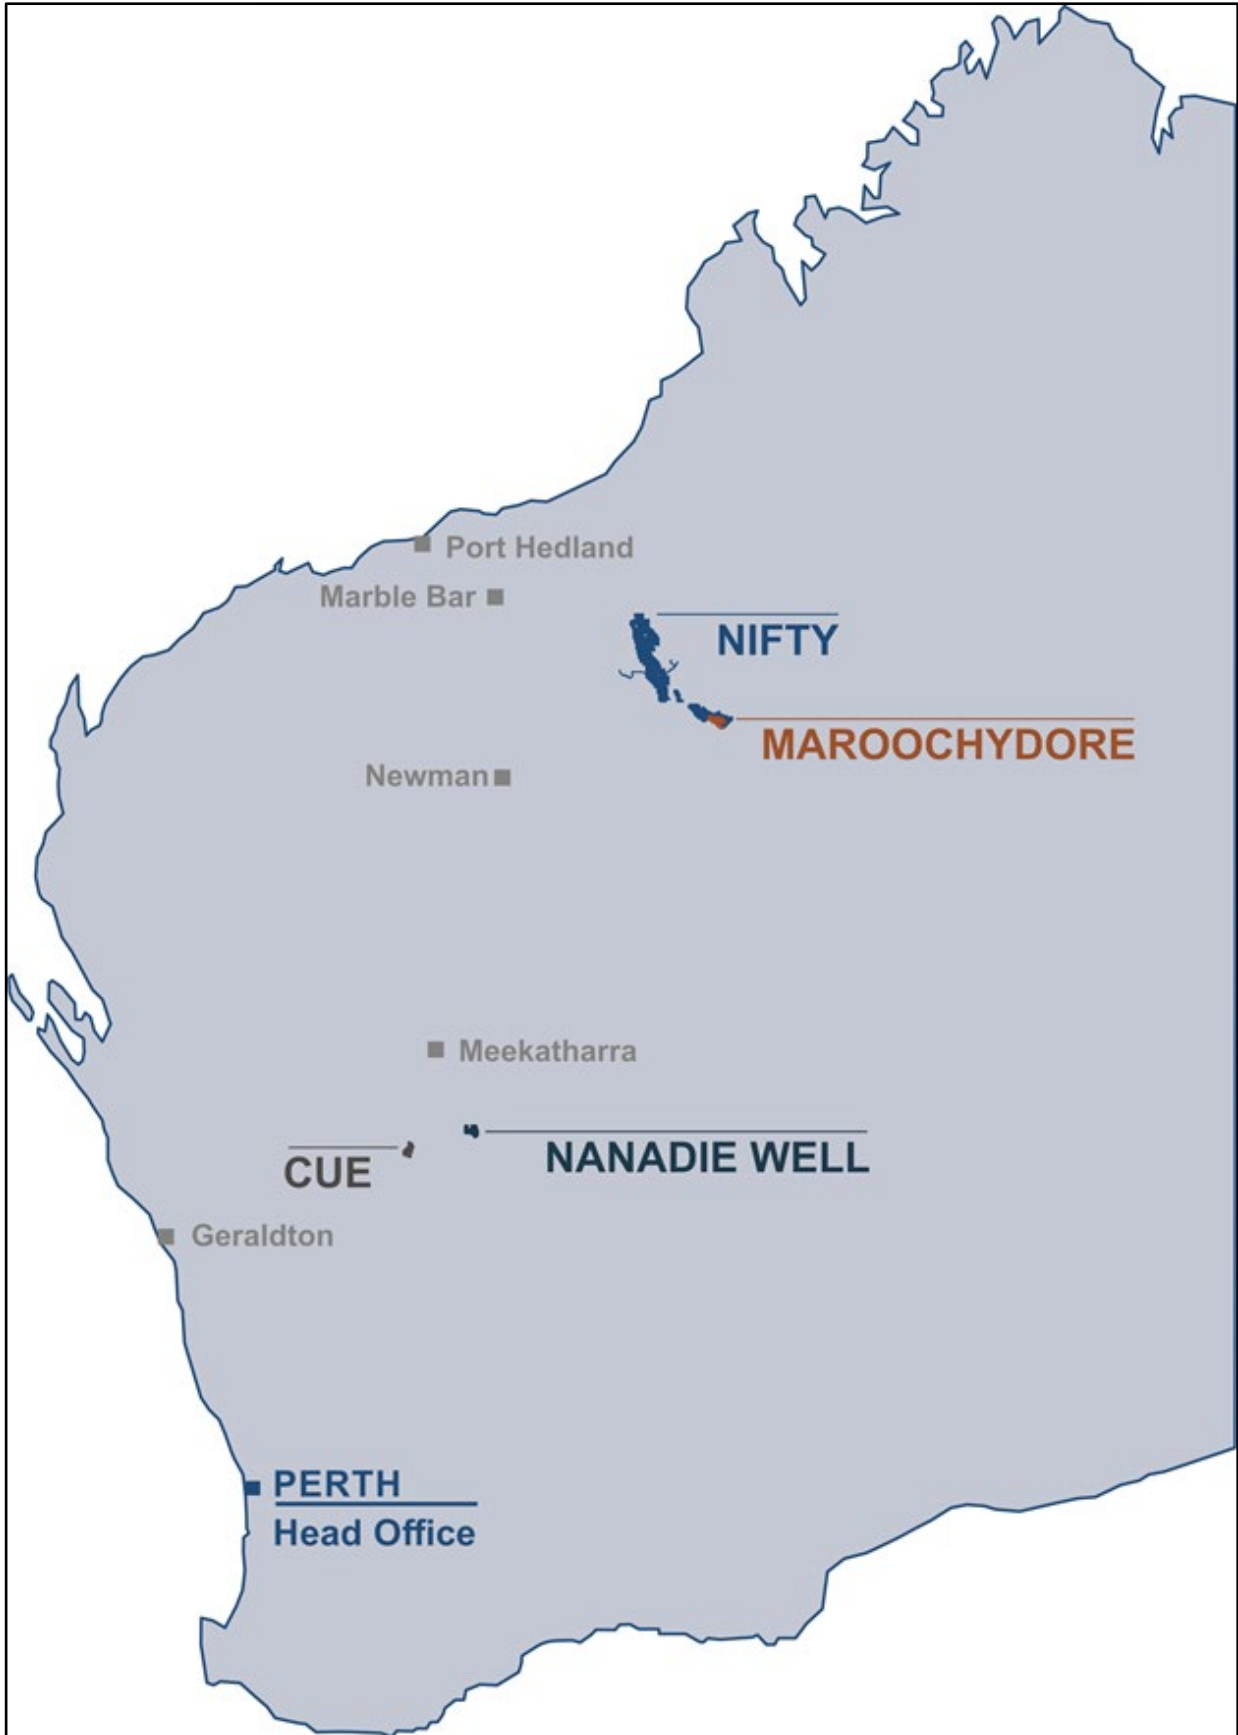 Port Hedland
Marble Bar
NIFTY
MAROOCHYDORE
Newman
Meekatharra
CUE
NANADIE WELL
Geraldton
PERTH
Head Office